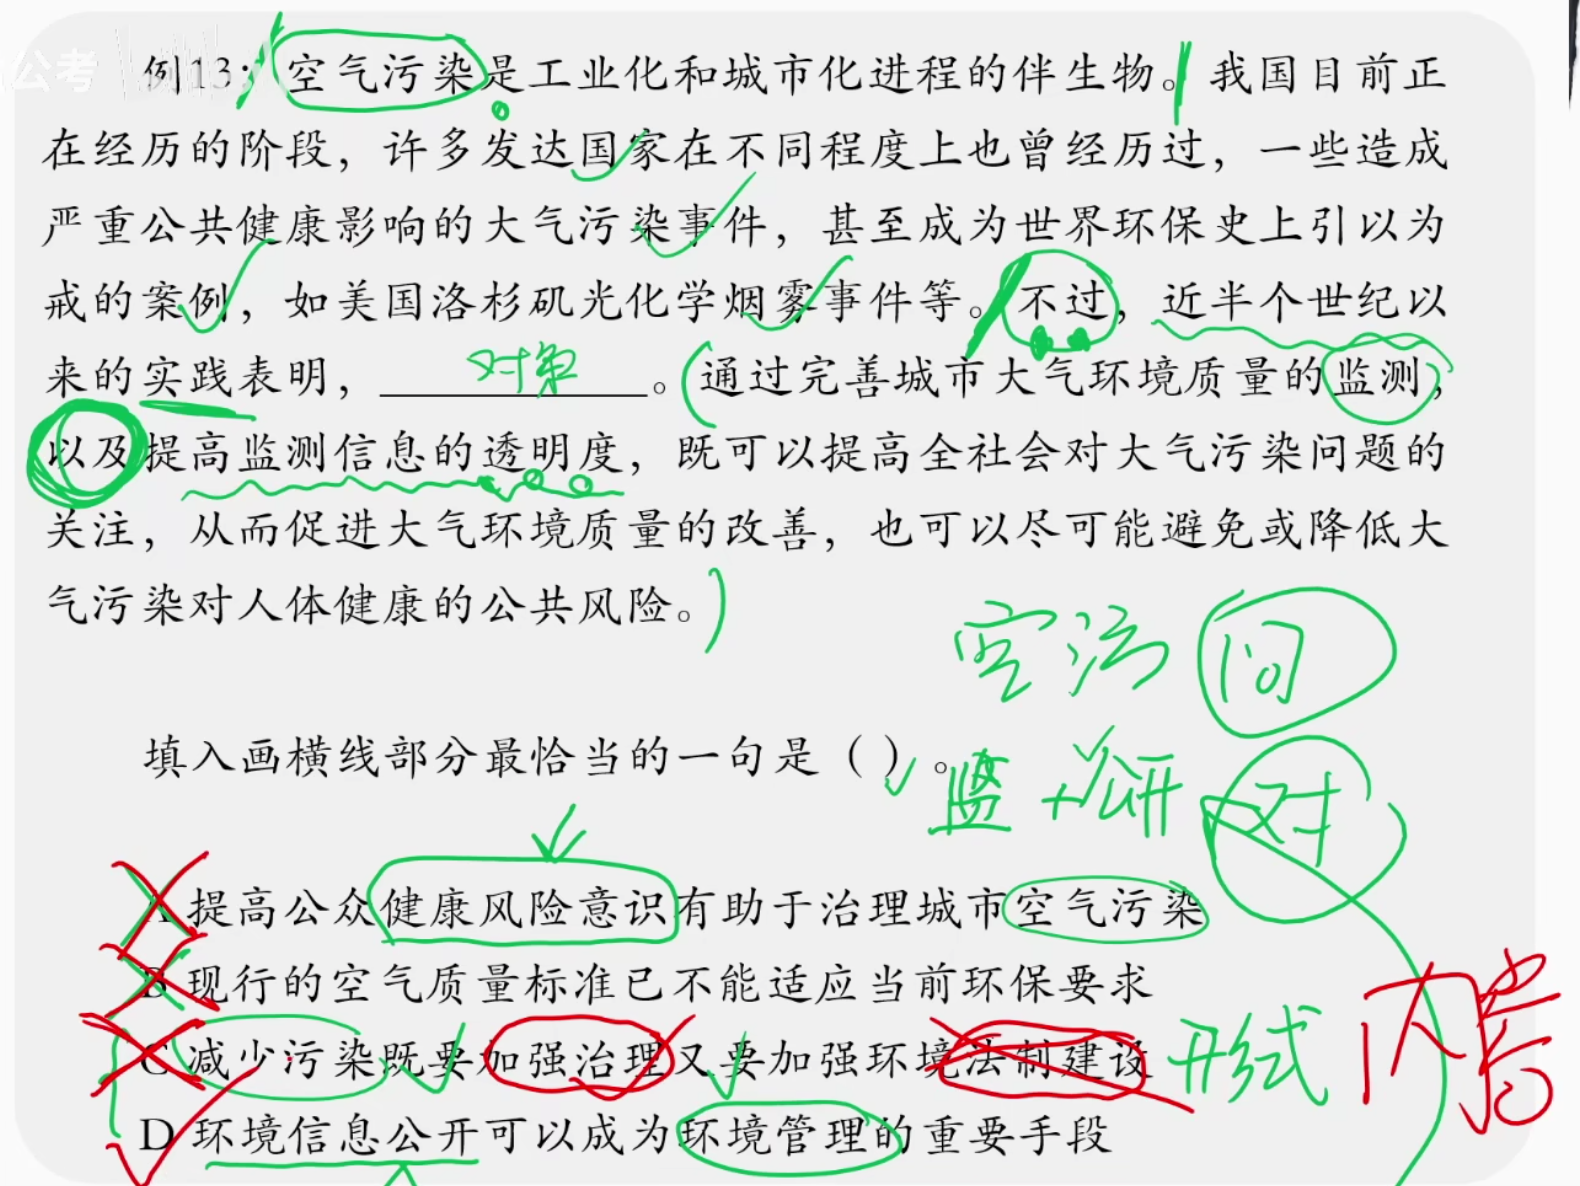 公考
例13：空气污染是工业化和城市化进程的伴生物。我国目前正
在经历的阶段，许多发达国家在不同程度上也曾经历过，一些造成
严重公共健康影响的大气污染事件，甚至成为世界环保史上引以为
戒的案例，如美国洛杉矶光化学烟雾事件等。不过，近半个世纪以
来的实践表明，____对策____。通过完善城市大气环境质量的监测，
以及提高监测信息的透明度，既可以提高全社会对大气污染问题的
关注，从而促进大气环境质量的改善，也可以尽可能避免或降低大
气污染对人体健康的公共风险。
空污 问
填入画横线部分最恰当的一句是（）。
监+公开 对
A 提高公众健康风险意识有助于治理城市空气污染
B 现行的空气质量标准已不能适应当前环保要求
C 减少污染既要加强治理又要加强环境法制建设
形式 内容
D 环境信息公开可以成为环境管理的重要手段